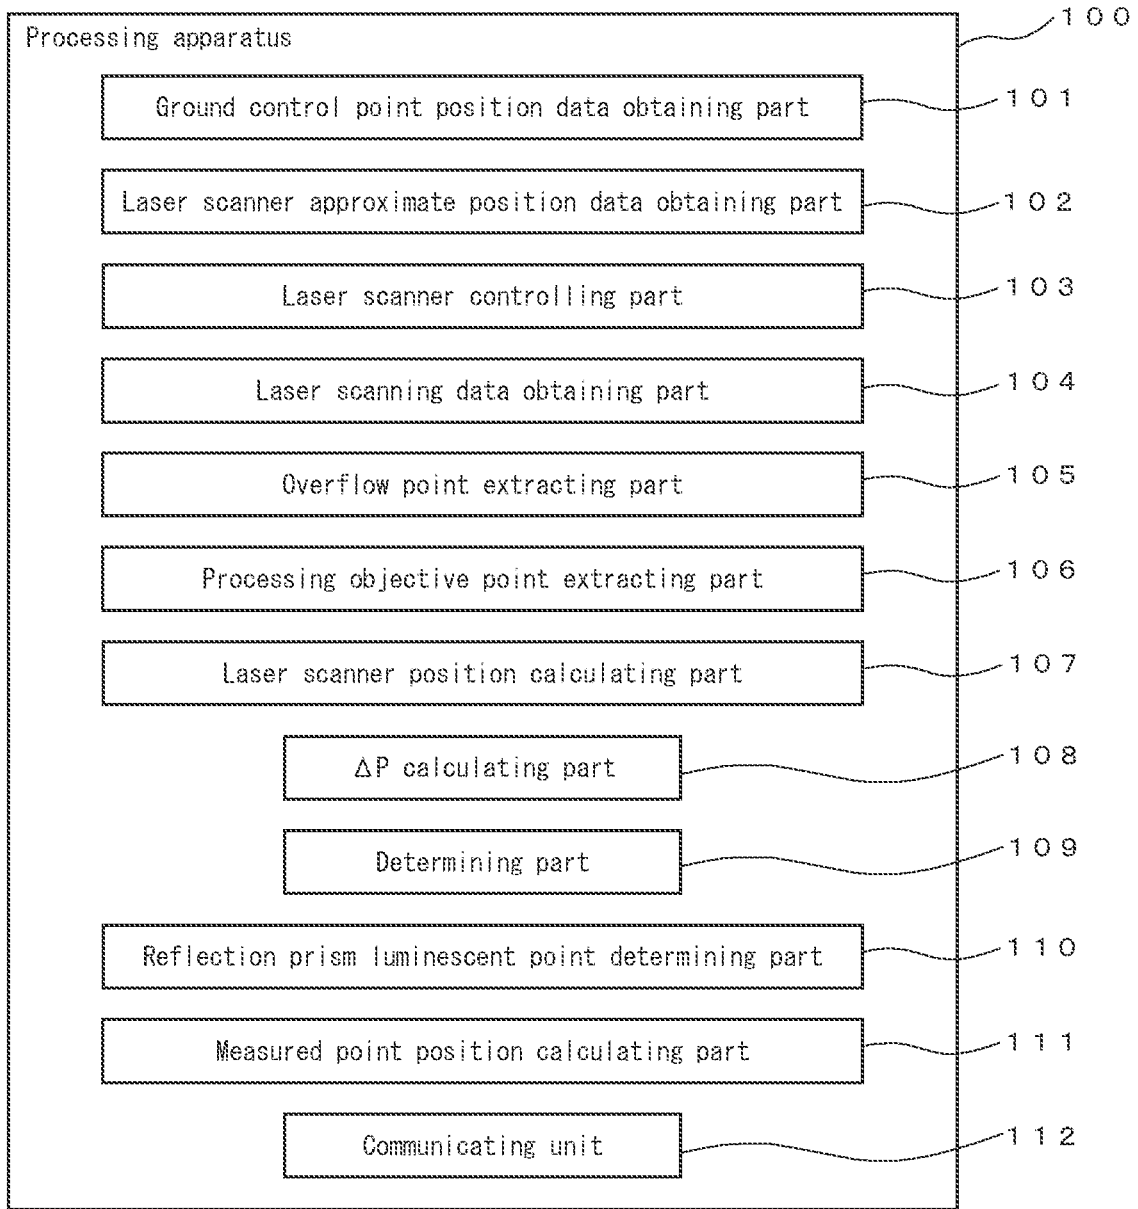 100
Processing apparatus
Ground control point position data obtaining part 101
Laser scanner approximate position data obtaining part 102
Laser scanner controlling part 103
Laser scanning data obtaining part 104
Overflow point extracting part 105
Processing objective point extracting part 106
Laser scanner position calculating part 107
ΔP calculating part 108
Determining part 109
Reflection prism luminescent point determining part 110
Measured point position calculating part 111
Communicating unit 112